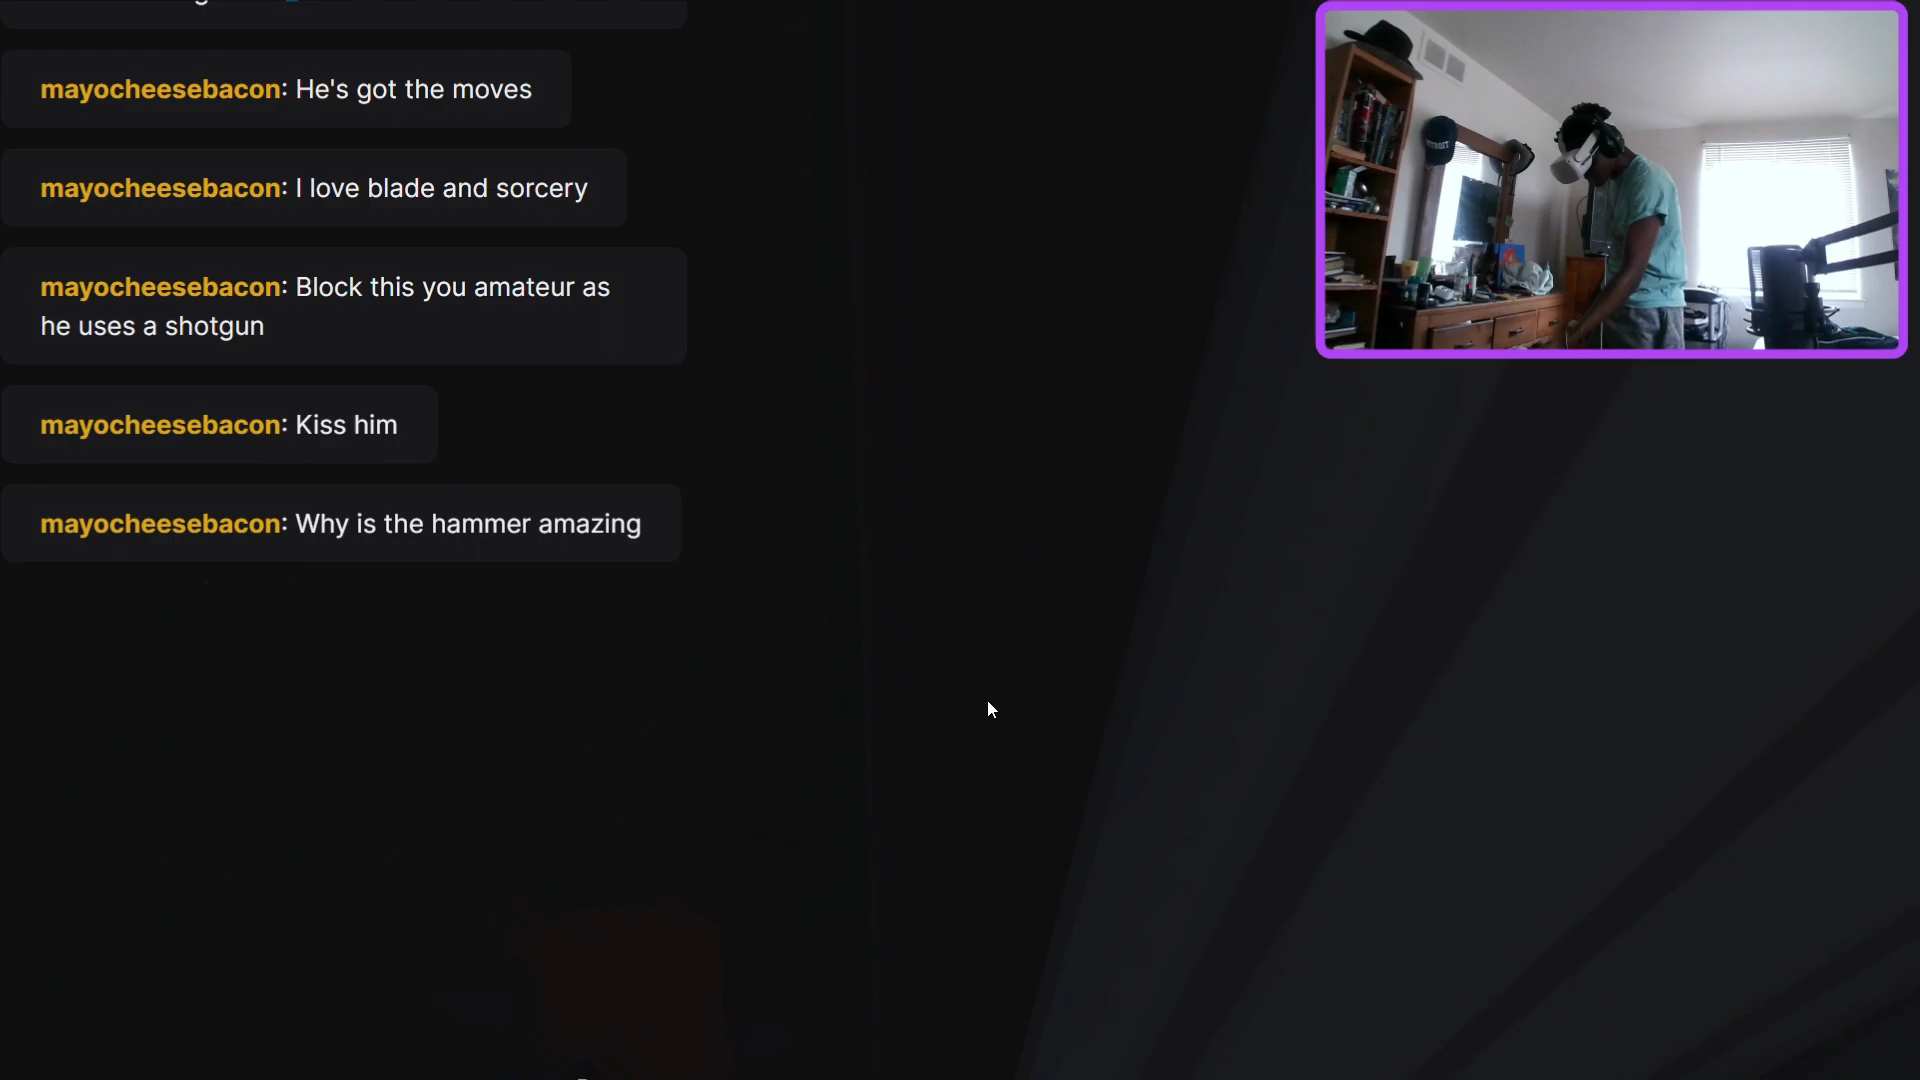 mayocheesebacon: He's got the moves
mayocheesebacon: I love blade and sorcery
mayocheesebacon: Block this you amateur as
he uses a shotgun
mayocheesebacon: Kiss him
mayocheesebacon: Why is the hammer amazing
DETROIT